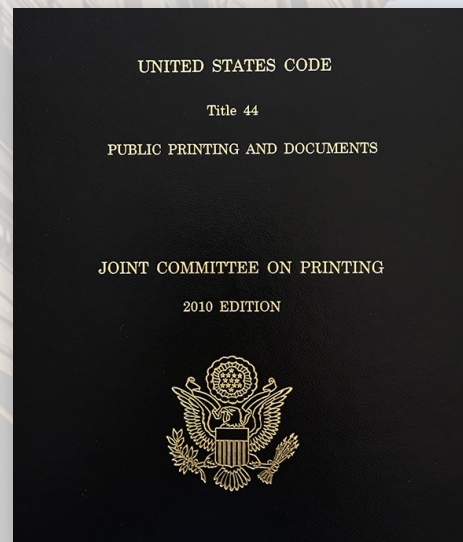 UNITED STATES CODE
Title 44
PUBLIC PRINTING AND DOCUMENTS
JOINT COMMITTEE ON PRINTING
2010 EDITION